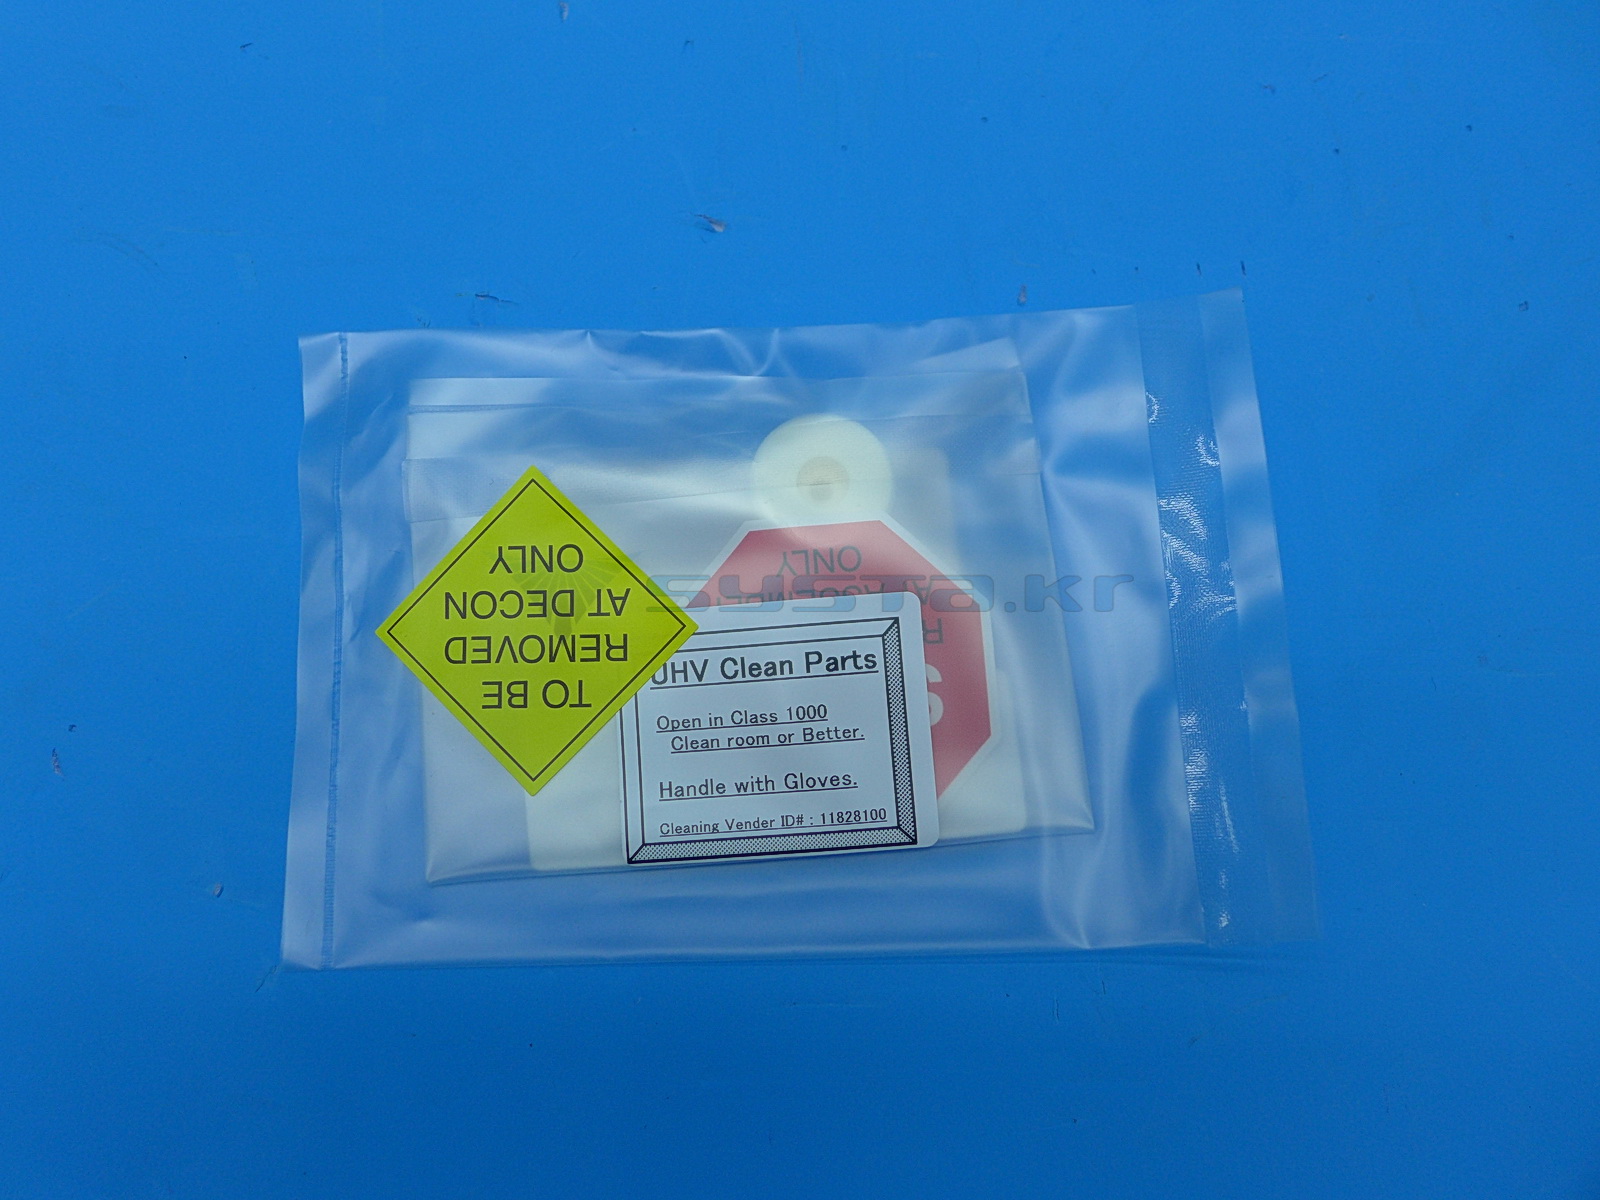 TO BE
REMOVED
AT DECON
ONLY
UHV Clean Parts
Open in Class 1000
Clean room or Better.
Handle with Gloves.
Cleaning Vender ID# : 11828100
ONLY
systa.kr